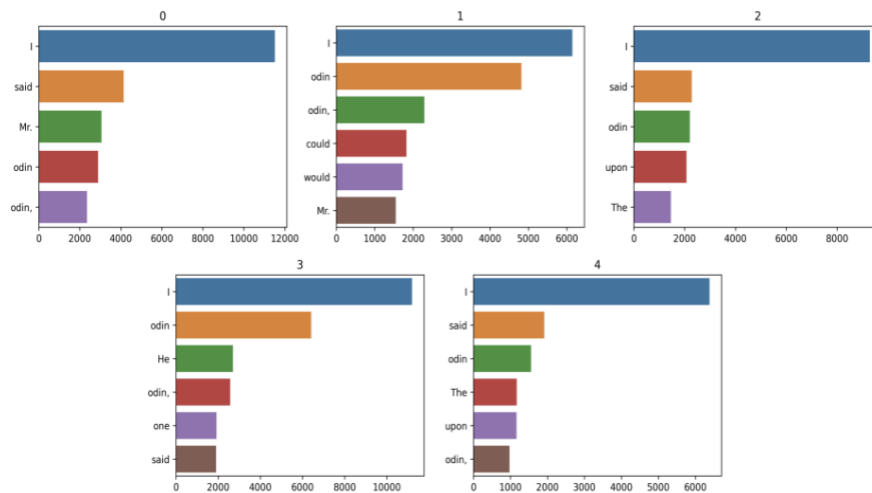 0
I
said
Mr.
odin
odin,
0 2000 4000 6000 8000 10000 12000
1
I
odin
odin,
could
would
Mr.
0 1000 2000 3000 4000 5000 6000
2
I
said
odin
upon
The
0 2000 4000 6000 8000
3
I
odin
He
odin,
one
said
0 2000 4000 6000 8000 10000
4
I
said
odin
The
upon
odin,
0 1000 2000 3000 4000 5000 6000